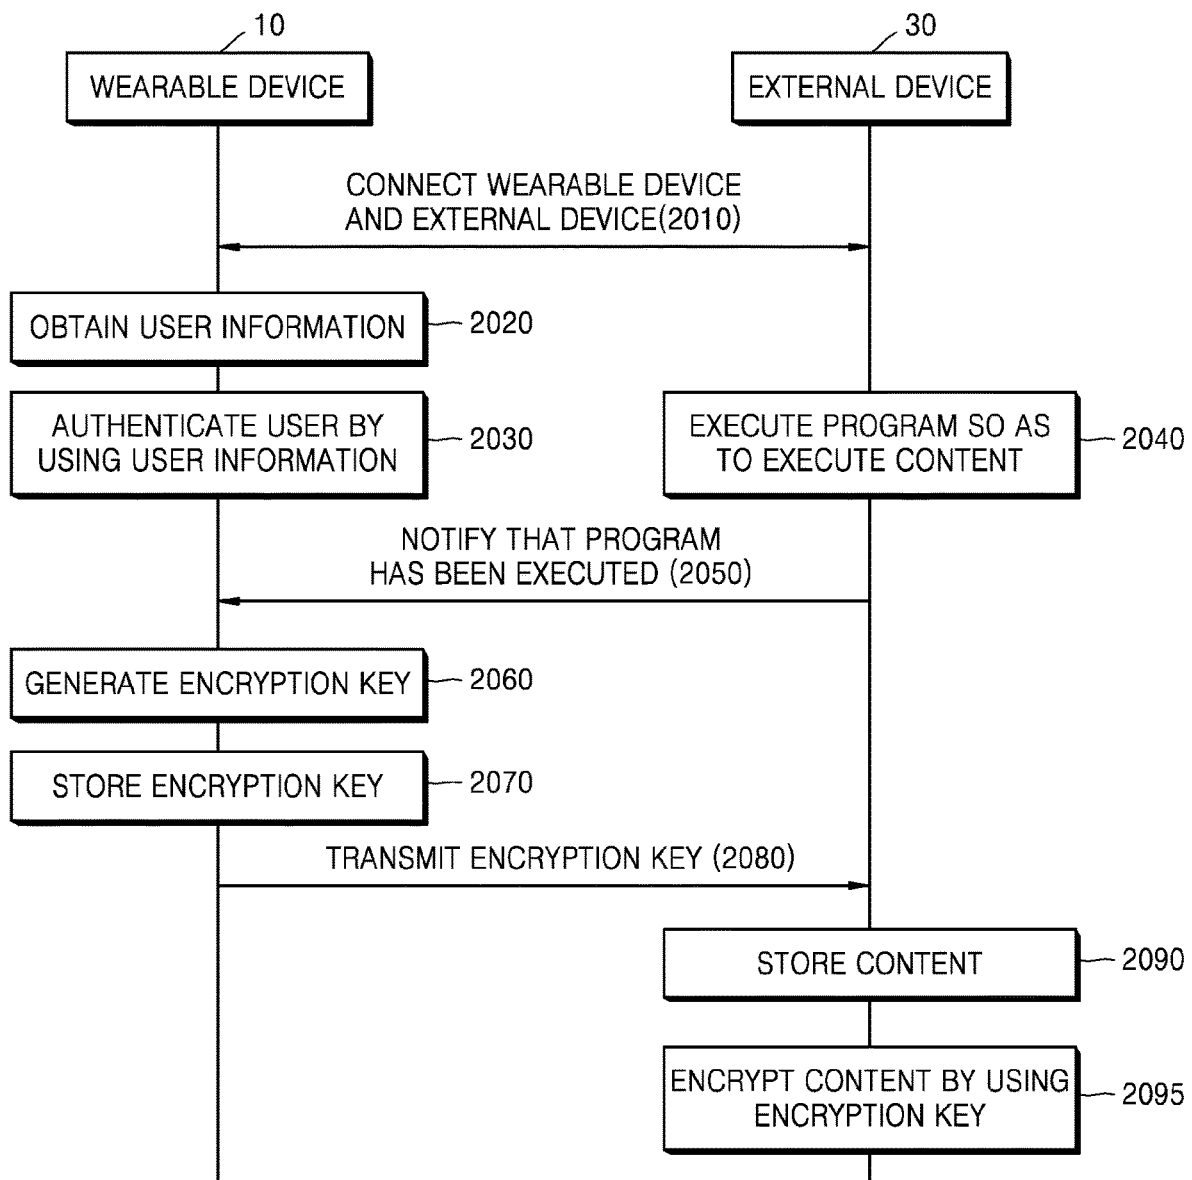 10
30
WEARABLE DEVICE
EXTERNAL DEVICE
CONNECT WEARABLE DEVICE
AND EXTERNAL DEVICE(2010)
OBTAIN USER INFORMATION
2020
AUTHENTICATE USER BY
USING USER INFORMATION
2030
EXECUTE PROGRAM SO AS
TO EXECUTE CONTENT
2040
NOTIFY THAT PROGRAM
HAS BEEN EXECUTED (2050)
GENERATE ENCRYPTION KEY
2060
STORE ENCRYPTION KEY
2070
TRANSMIT ENCRYPTION KEY (2080)
STORE CONTENT
2090
ENCRYPT CONTENT BY USING
ENCRYPTION KEY
2095